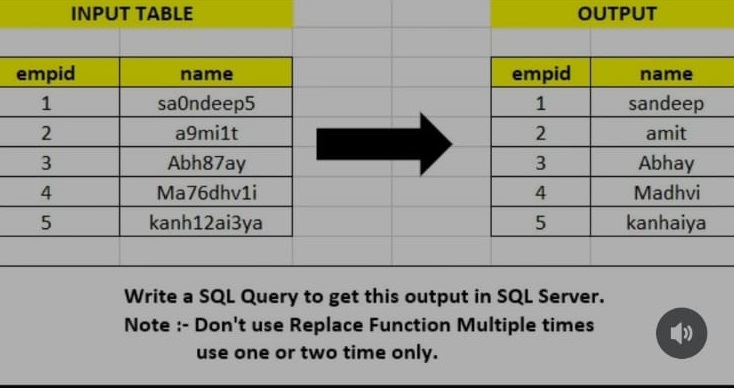 INPUT TABLE OUTPUT
empid name empid name
1 sa0ndeep5 1 sandeep
2 a9mi1t 2 amit
3 Abh87ay 3 Abhay
4 Ma76dhv1i 4 Madhvi
5 kanh12ai3ya 5 kanhaiya
Write a SQL Query to get this output in SQL Server.
Note :- Don't use Replace Function Multiple times
use one or two time only.